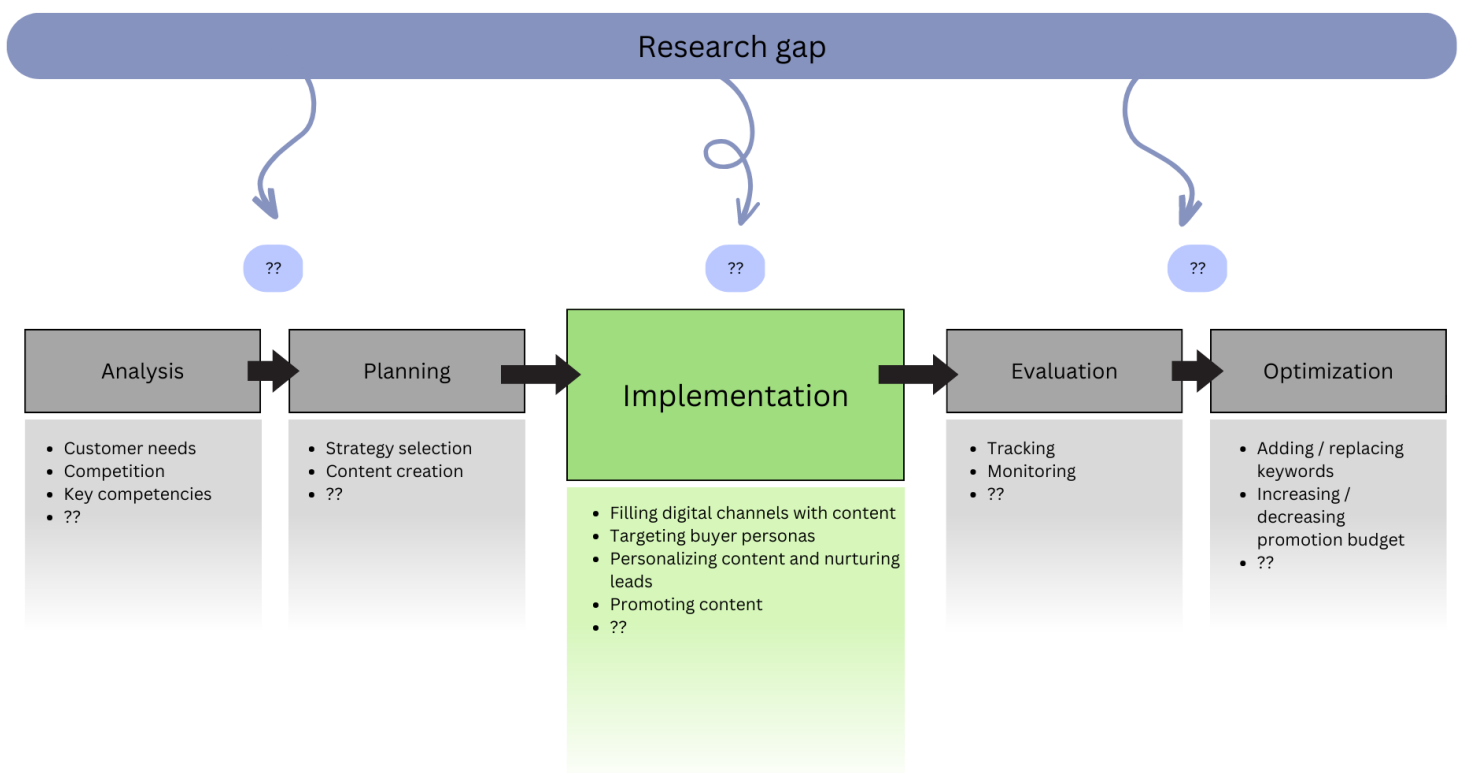 Research gap
??
??
??
Analysis
Planning
Implementation
Evaluation
Optimization
• Customer needs
• Competition
• Key competencies
• ??
• Strategy selection
• Content creation
• ??
• Filling digital channels with content
• Targeting buyer personas
• Personalizing content and nurturing
leads
• Promoting content
• ??
• Tracking
• Monitoring
• ??
• Adding / replacing
keywords
• Increasing /
decreasing
promotion budget
• ??